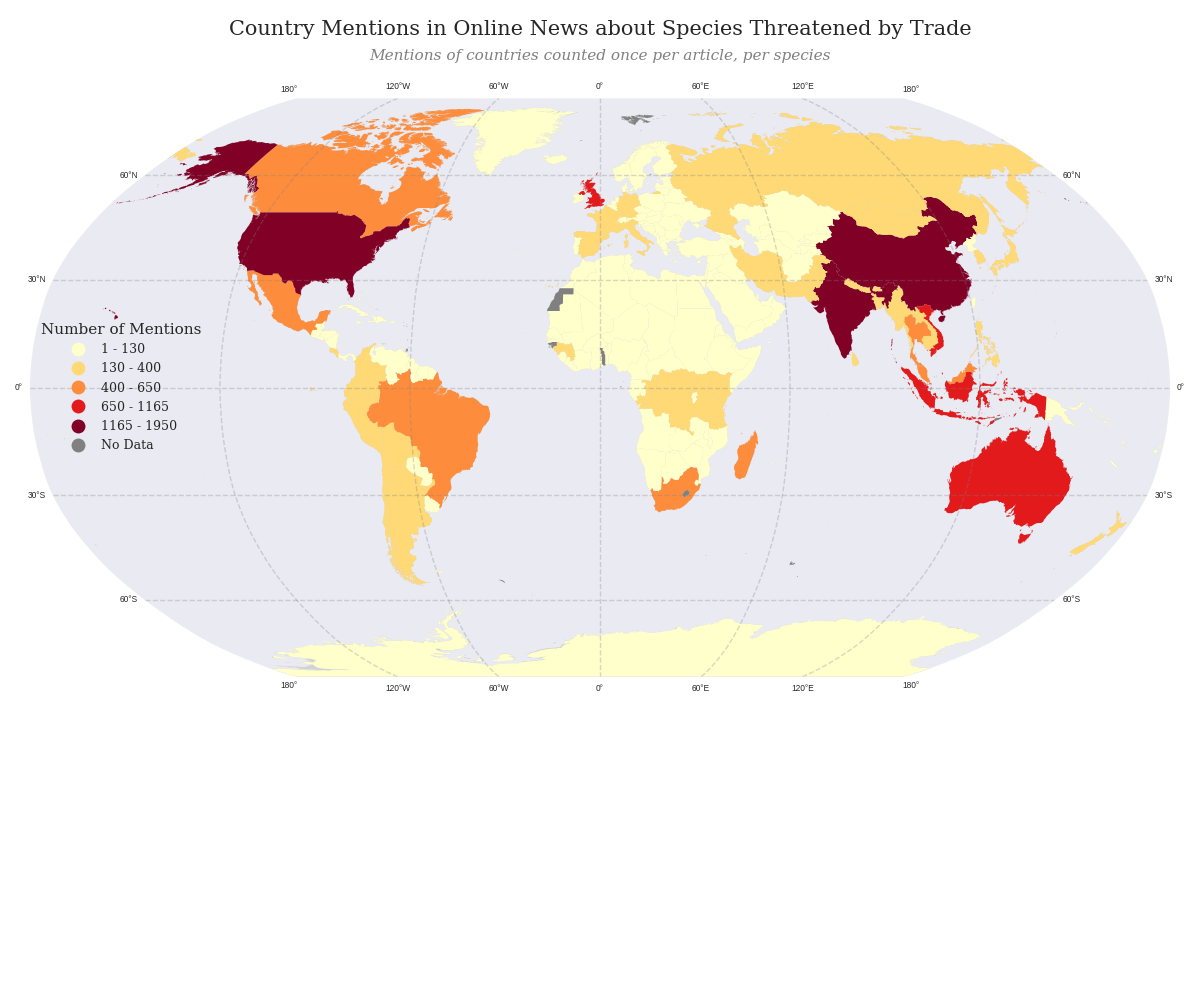 Country Mentions in Online News about Species Threatened by Trade
Mentions of countries counted once per article, per species
180° 120°W 60°W 0° 60°E 120°E 180°
60°N 60°N
30°N 30°N
Number of Mentions
1 - 130
130 - 400
400 - 650
0° 0°
650 - 1165
1165 - 1950
No Data
30°S 30°S
60°S 60°S
180° 120°W 60°W 0° 60°E 120°E 180°